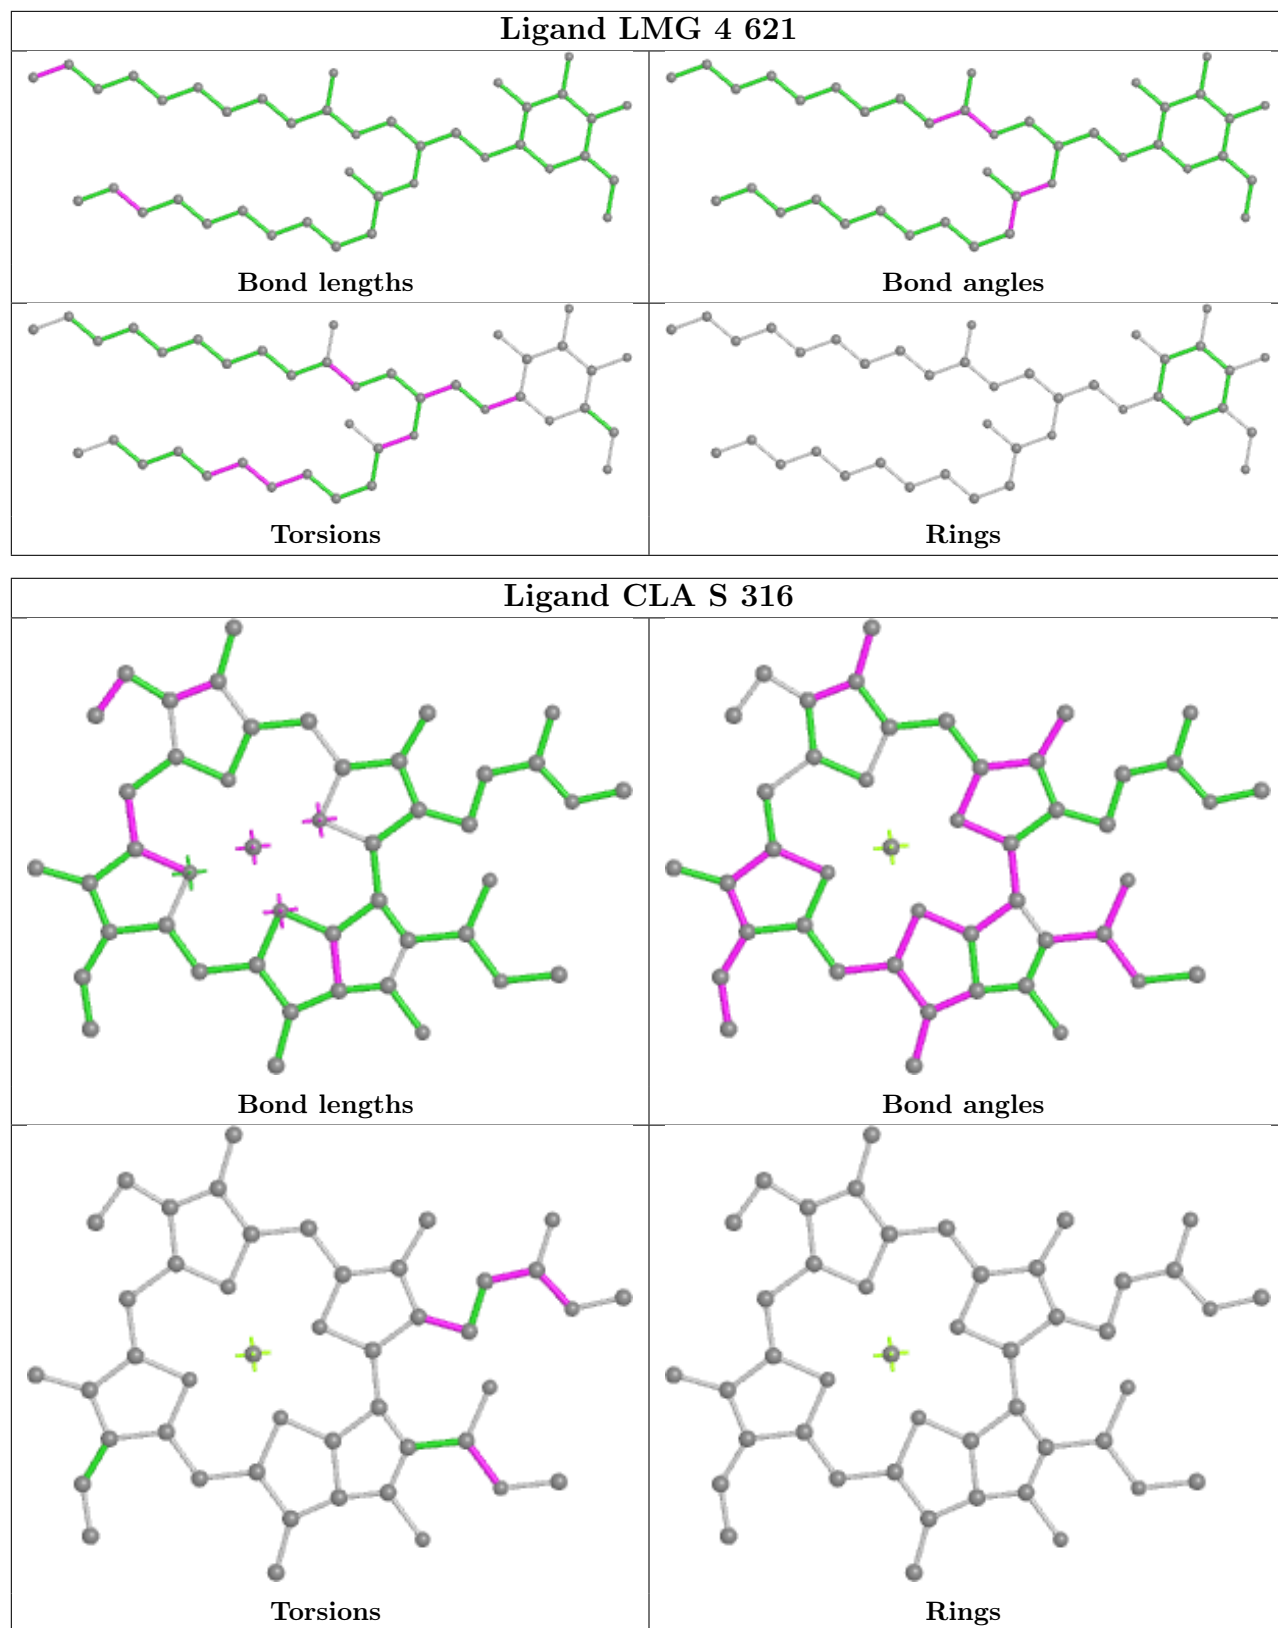 Ligand LMG 4 621
Bond lengths
Bond angles
Torsions
Rings
Ligand CLA S 316
Bond lengths
Bond angles
Torsions
Rings